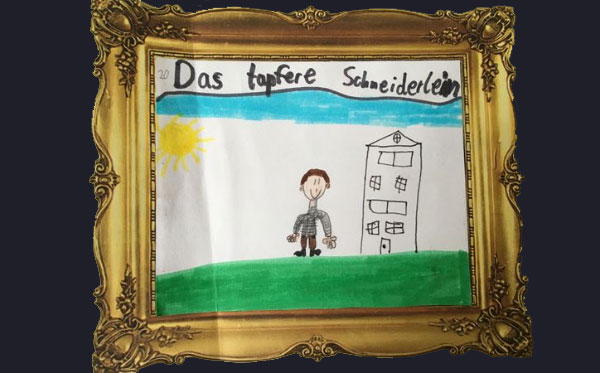 Das tapfere Schneiderlein